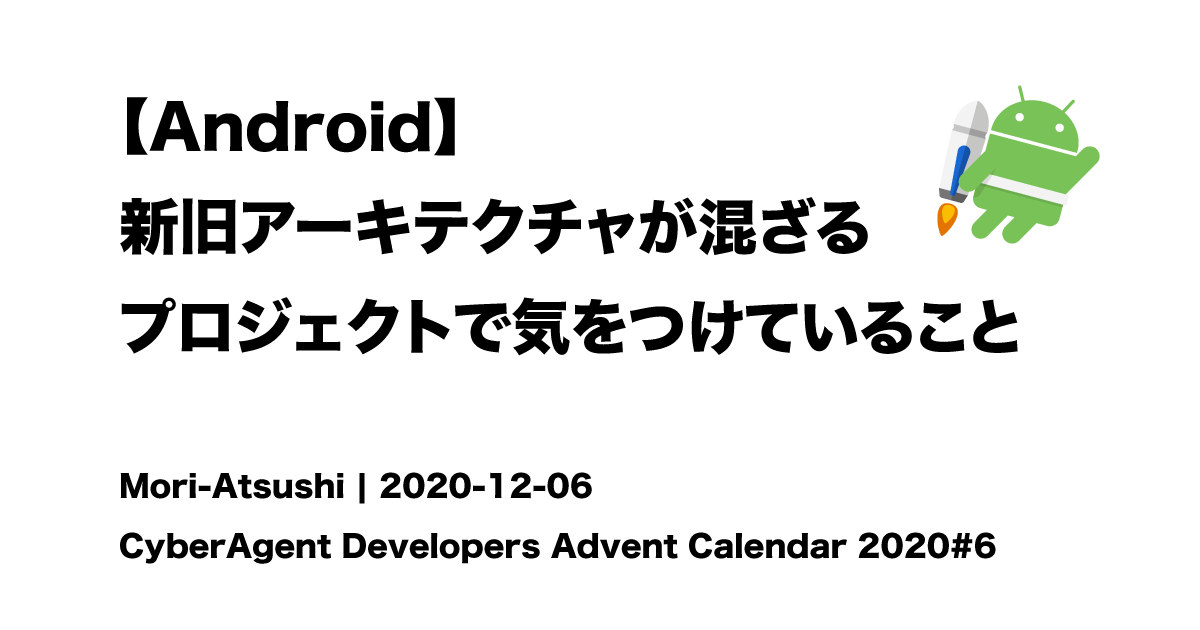 【Android】
新旧アーキテクチャが混ざる
プロジェクトで気をつけていること
Mori-Atsushi | 2020-12-06
CyberAgent Developers Advent Calendar 2020#6